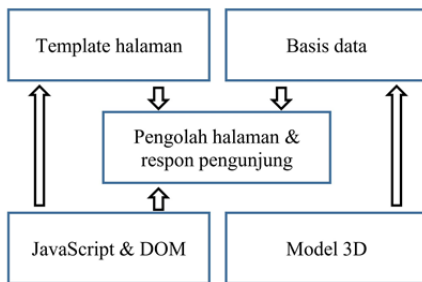 Template halaman
Basis data
Pengolah halaman &
respon pengunjung
JavaScript & DOM
Model 3D